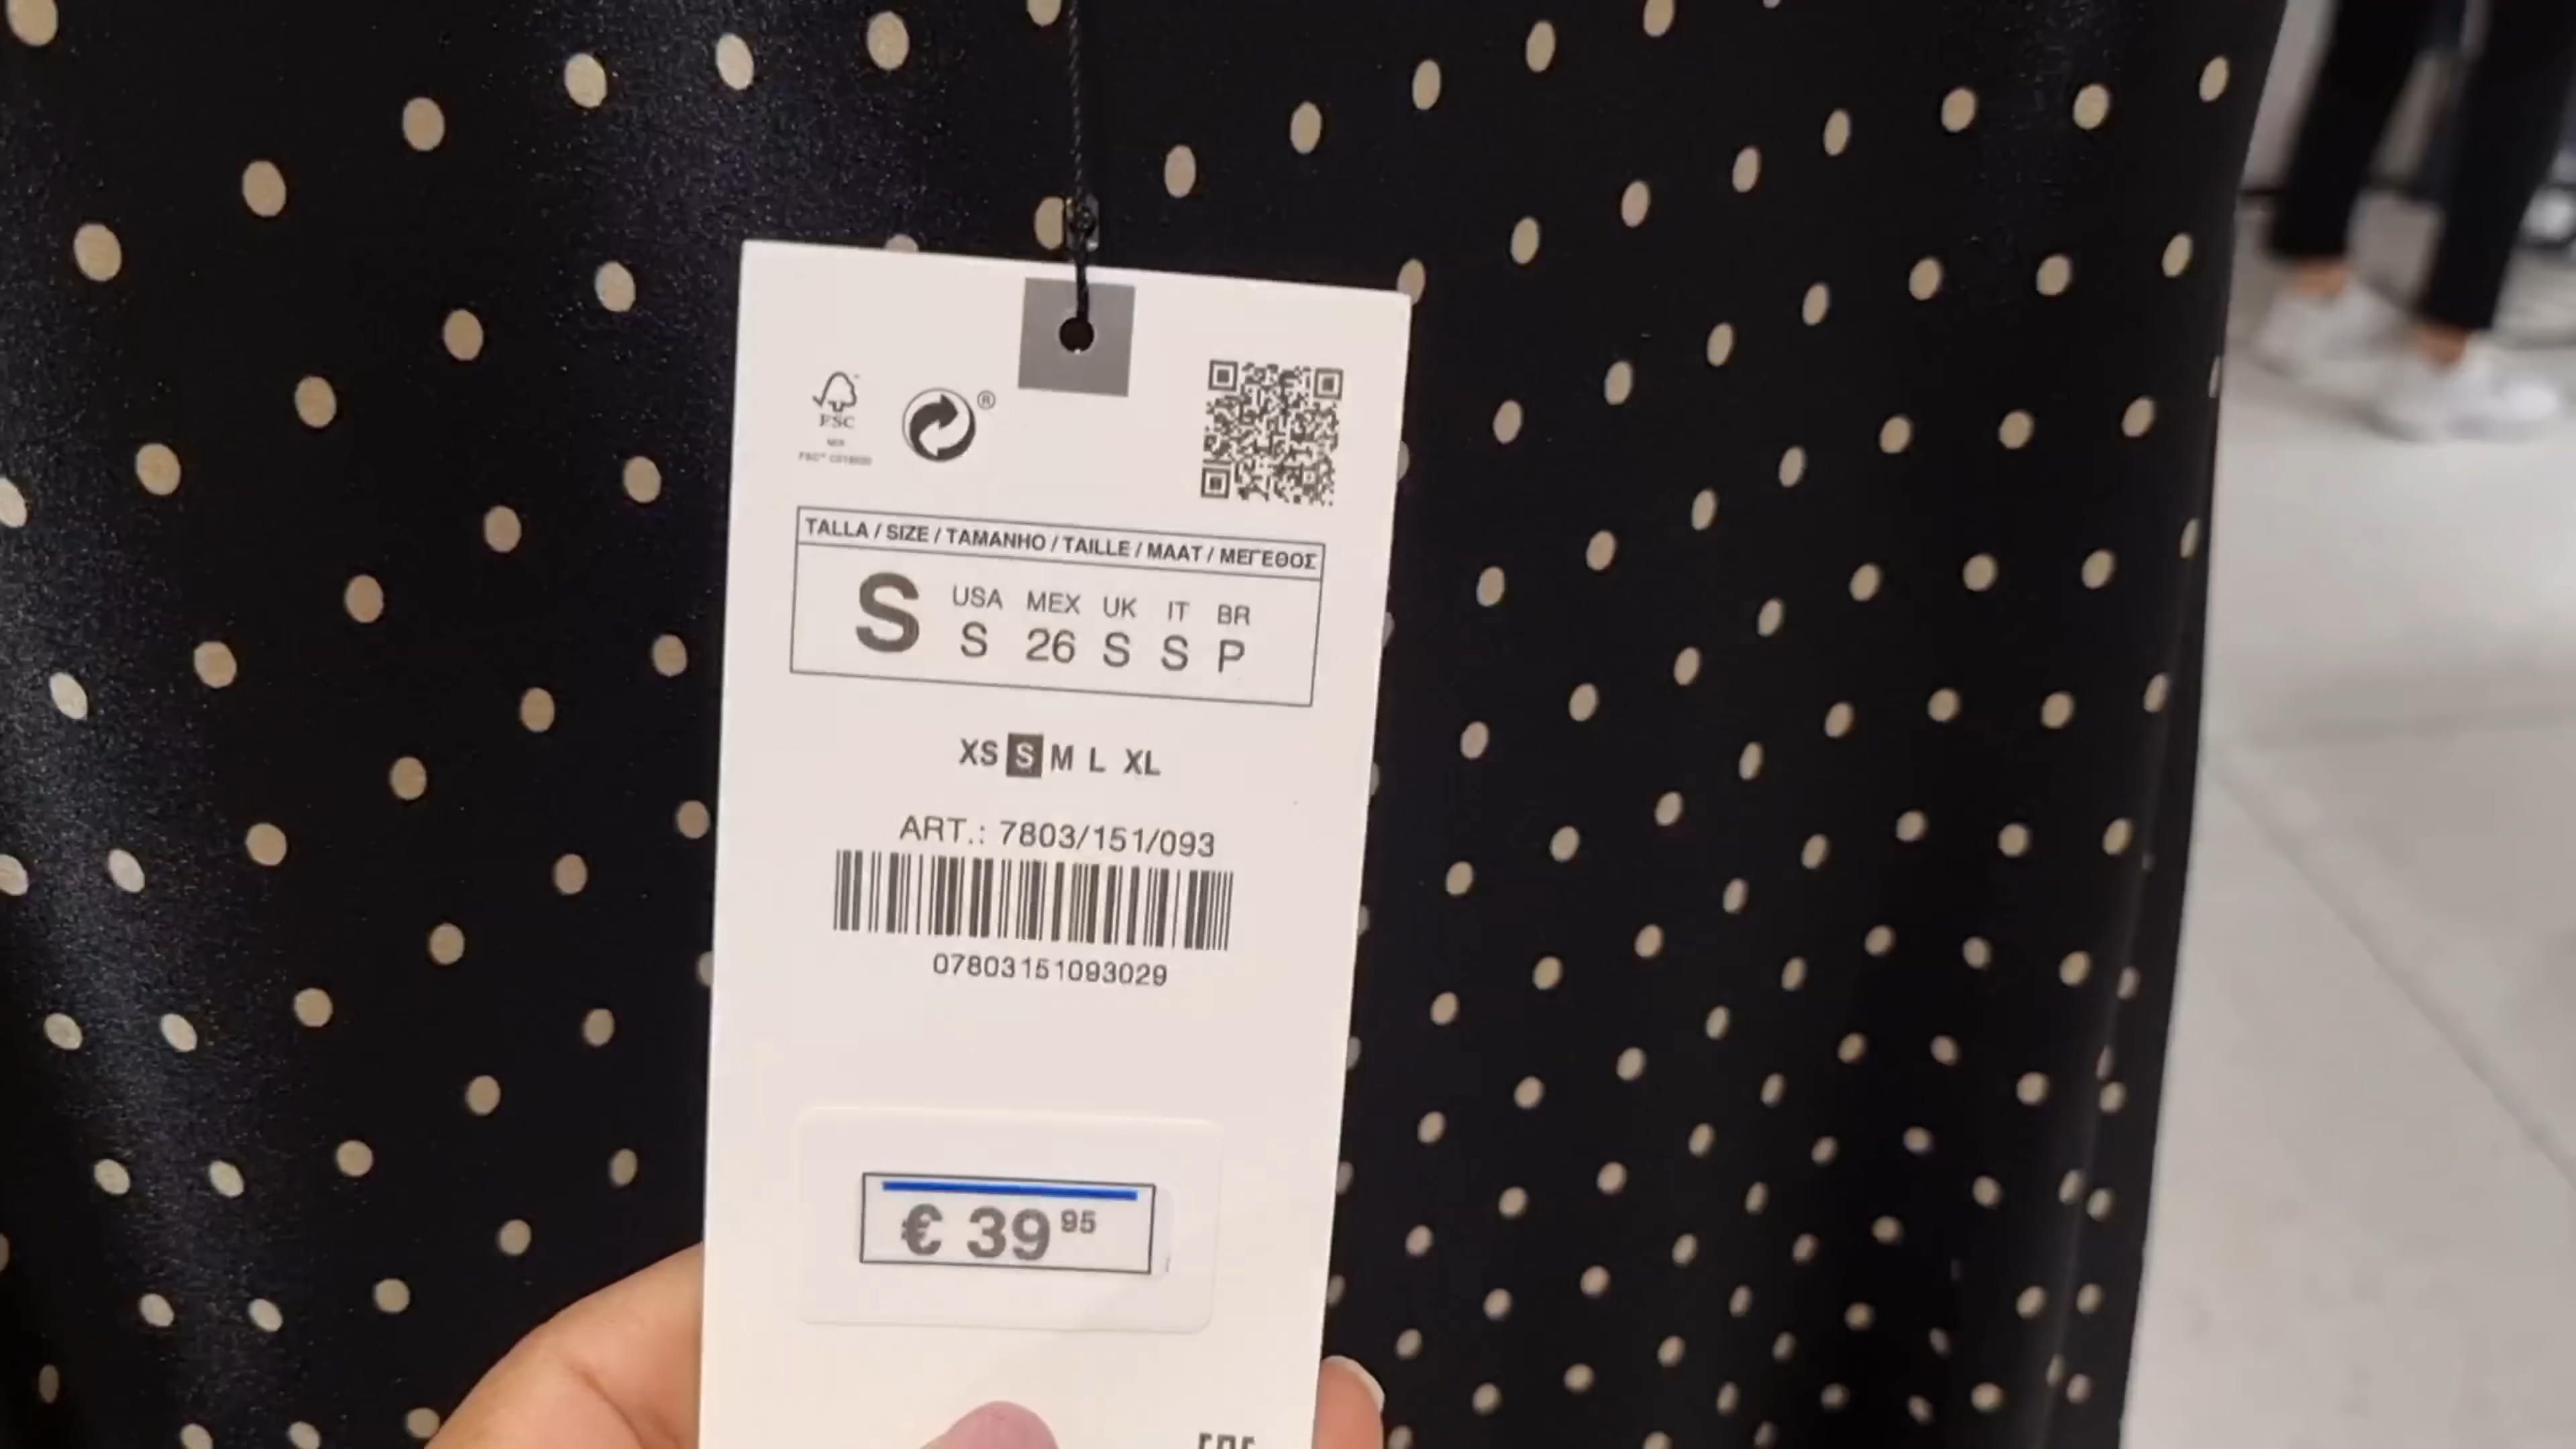 FSC
®
TALLA / SIZE / TAMANHO / TAILLE / MAAT / ΜΕΓΕΘΟΣ
S
USA MEX UK IT BR
S 26 S S P
XS S M L XL
ART.: 7803/151/093
07803151093029
€ 39 95